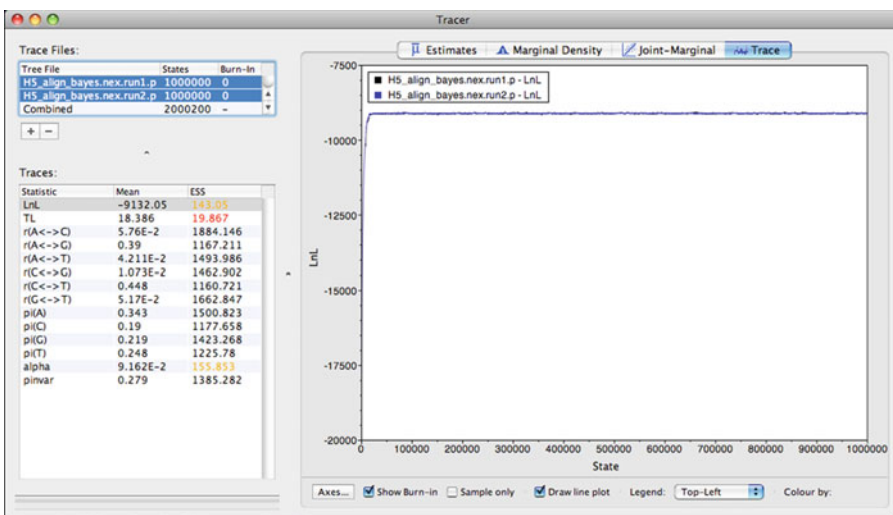 Tracer
Trace Files:
Tree File States Burn-In
H5_align_bayes.nex.run1.p 1000000 0
H5_align_bayes.nex.run2.p 1000000 0
Combined 2000200 -
+ -
Traces:
Statistic Mean ESS
LnL -9132.05 143.05
TL 18.386 19.867
r(A<->C) 5.76E-2 1884.146
r(A<->G) 0.39 1167.211
r(A<->T) 4.211E-2 1493.986
r(C<->G) 1.073E-2 1462.902
r(C<->T) 0.448 1160.721
r(G<->T) 5.17E-2 1662.847
pi(A) 0.343 1500.823
pi(C) 0.19 1177.658
pi(G) 0.219 1423.268
pi(T) 0.248 1225.78
alpha 9.162E-2 155.853
pinvar 0.279 1385.282
Estimates Marginal Density Joint-Marginal Trace
H5_align_bayes.nex.run1.p - LnL
H5_align_bayes.nex.run2.p - LnL
-7500
-10000
-12500
-15000
-17500
-20000
LnL
0 100000 200000 300000 400000 500000 600000 700000 800000 900000 1000000
State
Axes... Show Burn-in Sample only Draw line plot Legend: Top-Left Colour by: